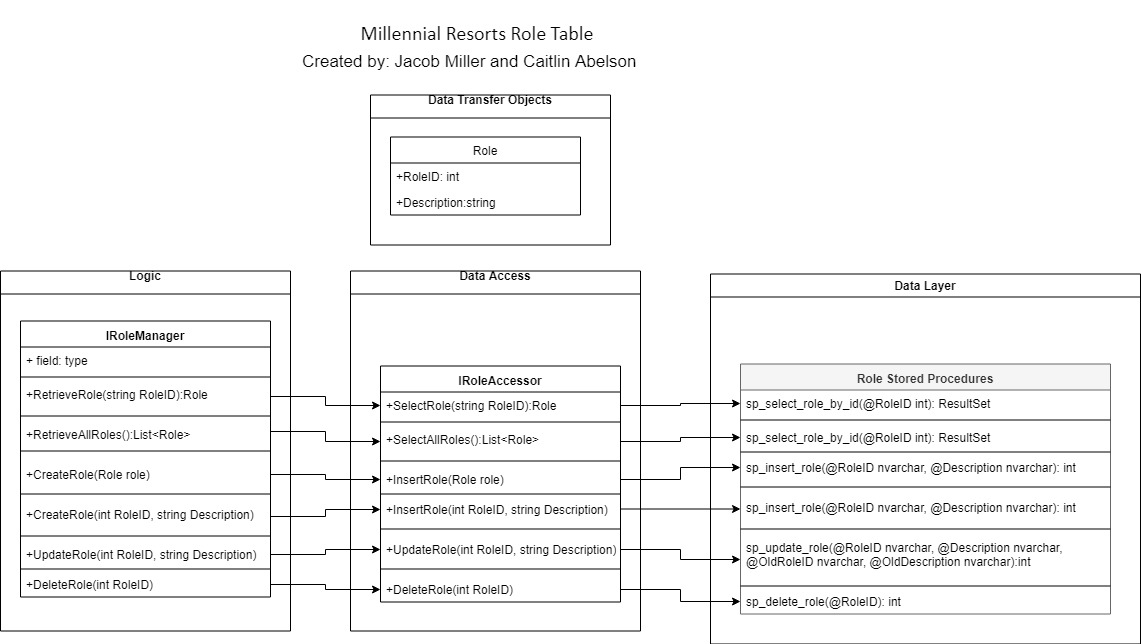 Millennial Resorts Role Table
Created by: Jacob Miller and Caitlin Abelson
Data Transfer Objects
Role
+RoleID: int
+Description:string
Logic
IRoleManager
+ field: type
+RetrieveRole(string RoleID):Role
+RetrieveAllRoles():List<Role>
+CreateRole(Role role)
+CreateRole(int RoleID, string Description)
+UpdateRole(int RoleID, string Description)
+DeleteRole(int RoleID)
Data Access
IRoleAccessor
+SelectRole(string RoleID):Role
+SelectAllRoles():List<Role>
+InsertRole(Role role)
+InsertRole(int RoleID, string Description)
+UpdateRole(int RoleID, string Description)
+DeleteRole(int RoleID)
Data Layer
Role Stored Procedures
sp_select_role_by_id(@RoleID int): ResultSet
sp_select_role_by_id(@RoleID int): ResultSet
sp_insert_role(@RoleID nvarchar, @Description nvarchar): int
sp_insert_role(@RoleID nvarchar, @Description nvarchar): int
sp_update_role(@RoleID nvarchar, @Description nvarchar,
@OldRoleID nvarchar, @OldDescription nvarchar):int
sp_delete_role(@RoleID): int